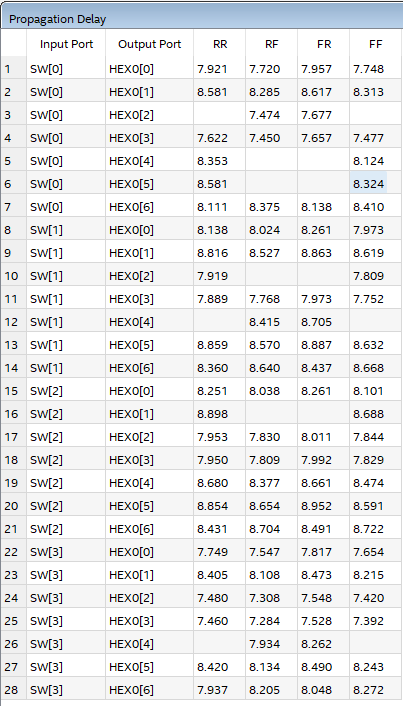 Propagation Delay
Input Port Output Port RR RF FR FF
1 SW[0] HEX0[0] 7.921 7.720 7.957 7.748
2 SW[0] HEX0[1] 8.581 8.285 8.617 8.313
3 SW[0] HEX0[2] 7.474 7.677
4 SW[0] HEX0[3] 7.622 7.450 7.657 7.477
5 SW[0] HEX0[4] 8.353 8.124
6 SW[0] HEX0[5] 8.581 8.324
7 SW[0] HEX0[6] 8.111 8.375 8.138 8.410
8 SW[1] HEX0[0] 8.138 8.024 8.261 7.973
9 SW[1] HEX0[1] 8.816 8.527 8.863 8.619
10 SW[1] HEX0[2] 7.919 7.809
11 SW[1] HEX0[3] 7.889 7.768 7.973 7.752
12 SW[1] HEX0[4] 8.415 8.705
13 SW[1] HEX0[5] 8.859 8.570 8.887 8.632
14 SW[1] HEX0[6] 8.360 8.640 8.437 8.668
15 SW[2] HEX0[0] 8.251 8.038 8.261 8.101
16 SW[2] HEX0[1] 8.898 8.688
17 SW[2] HEX0[2] 7.953 7.830 8.011 7.844
18 SW[2] HEX0[3] 7.950 7.809 7.992 7.829
19 SW[2] HEX0[4] 8.680 8.377 8.661 8.474
20 SW[2] HEX0[5] 8.854 8.654 8.952 8.591
21 SW[2] HEX0[6] 8.431 8.704 8.491 8.722
22 SW[3] HEX0[0] 7.749 7.547 7.817 7.654
23 SW[3] HEX0[1] 8.405 8.108 8.473 8.215
24 SW[3] HEX0[2] 7.480 7.308 7.548 7.420
25 SW[3] HEX0[3] 7.460 7.284 7.528 7.392
26 SW[3] HEX0[4] 7.934 8.262
27 SW[3] HEX0[5] 8.420 8.134 8.490 8.243
28 SW[3] HEX0[6] 7.937 8.205 8.048 8.272